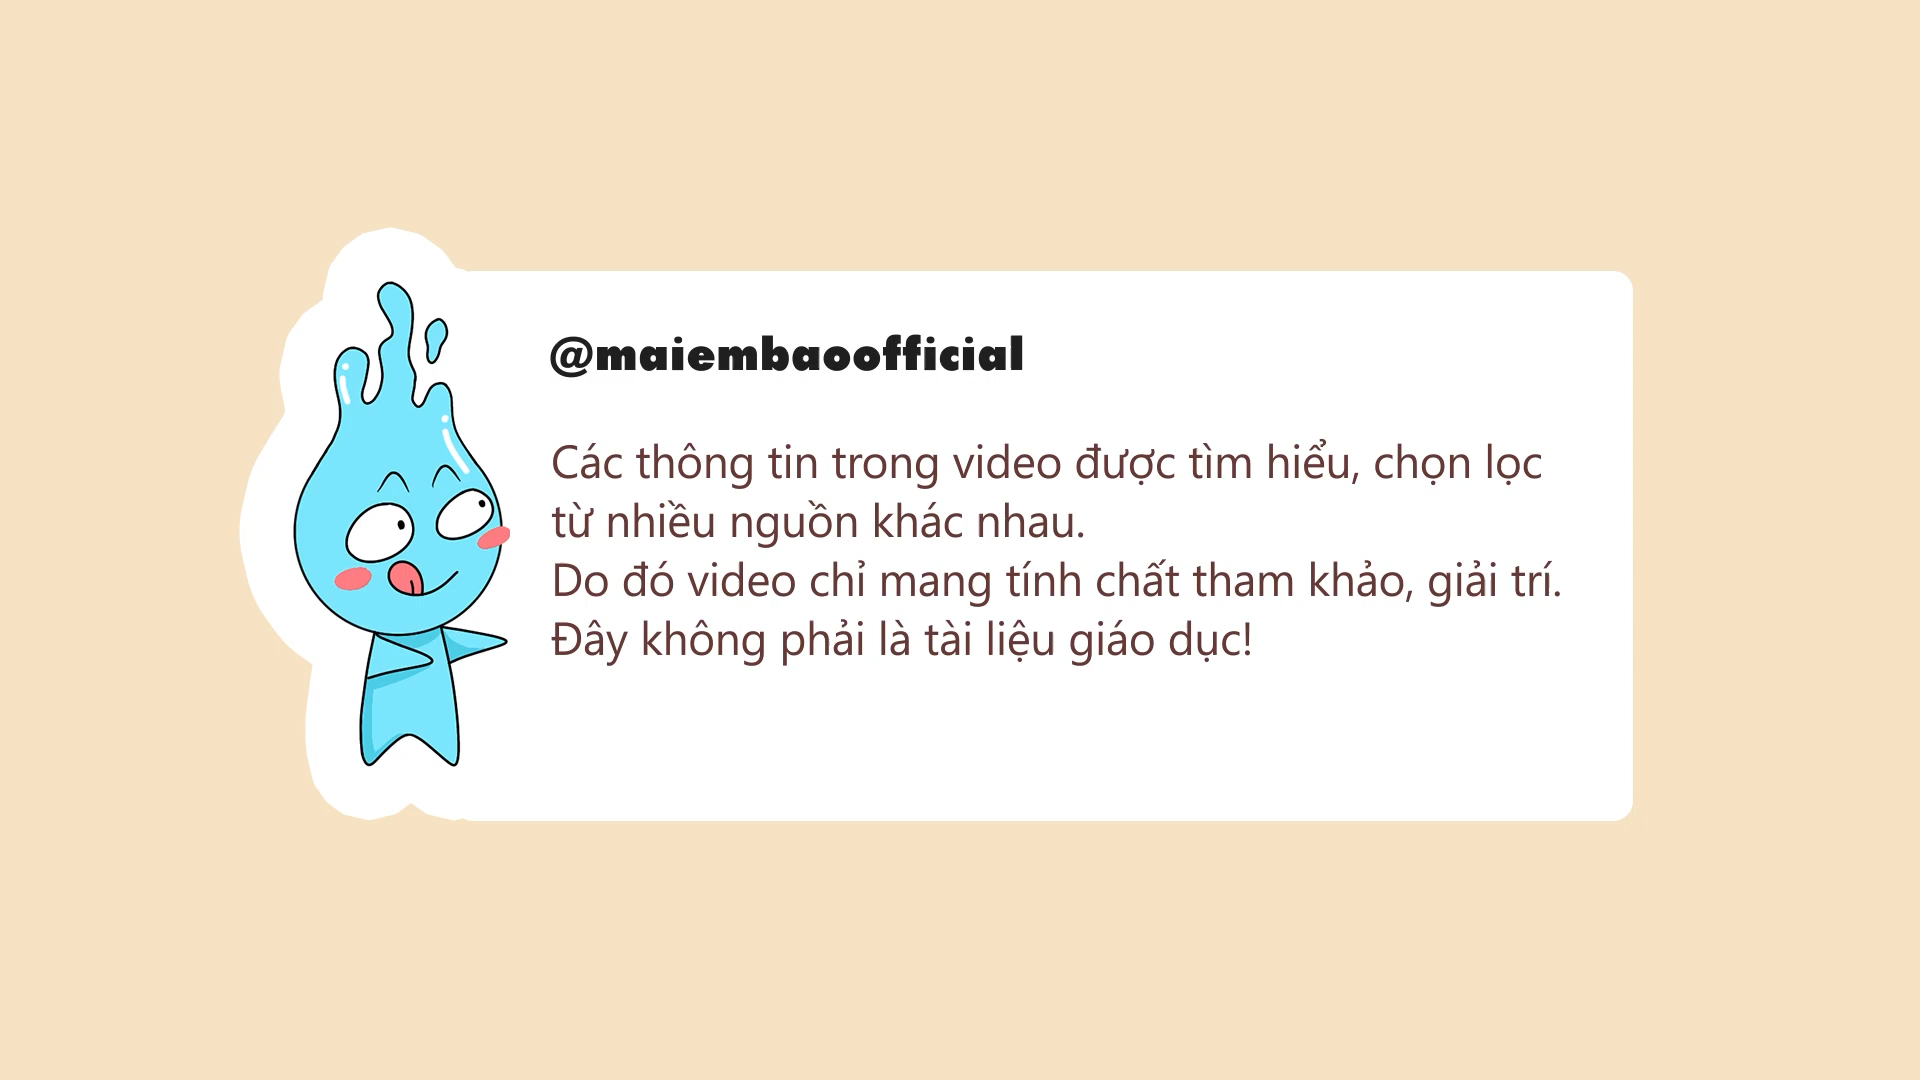 @maiembaoofficial
Các thông tin trong video được tìm hiểu, chọn lọc
từ nhiều nguồn khác nhau.
Do đó video chỉ mang tính chất tham khảo, giải trí.
Đây không phải là tài liệu giáo dục!